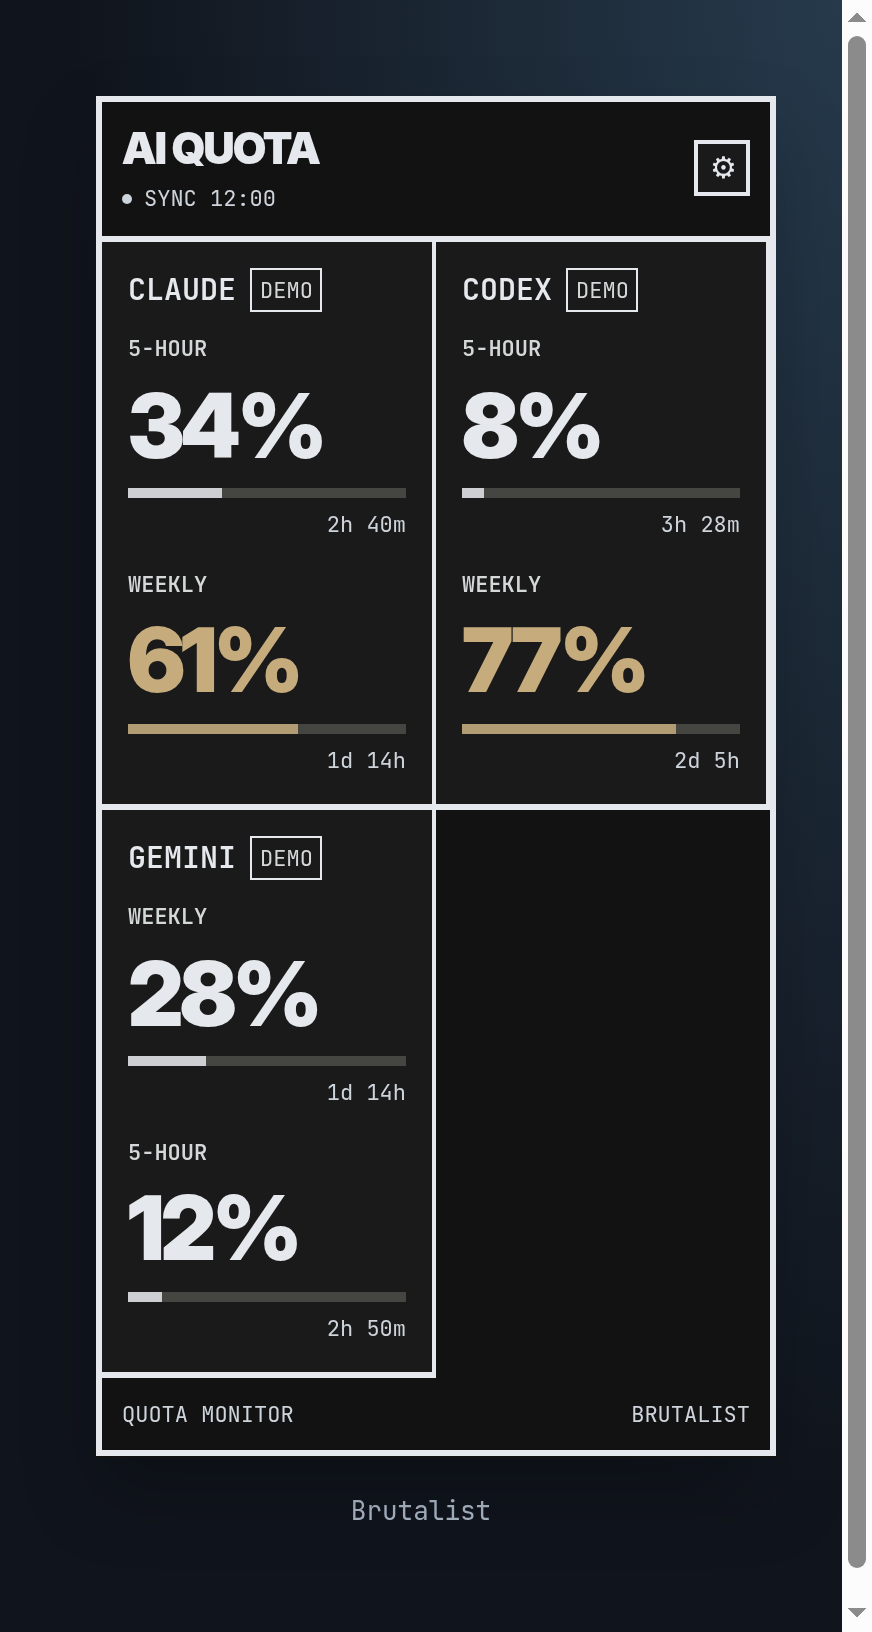 AI QUOTA
SYNC 12:00
CLAUDE DEMO
5-HOUR
34%
2h 40m
WEEKLY
61%
1d 14h
CODEX DEMO
5-HOUR
8%
3h 28m
WEEKLY
77%
2d 5h
GEMINI DEMO
WEEKLY
28%
1d 14h
5-HOUR
12%
2h 50m
QUOTA MONITOR
BRUTALIST
Brutalist